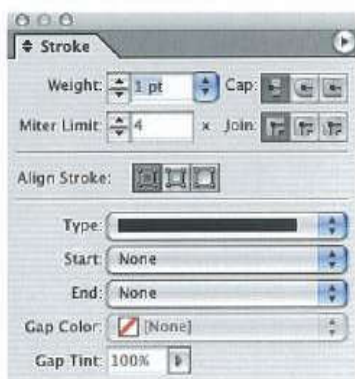 Stroke
Weight: 1 pt Cap:
Miter Limit: 4 x Join:
Align Stroke:
Type:
Start: None
End: None
Gap Color: [None]
Gap Tint: 100%